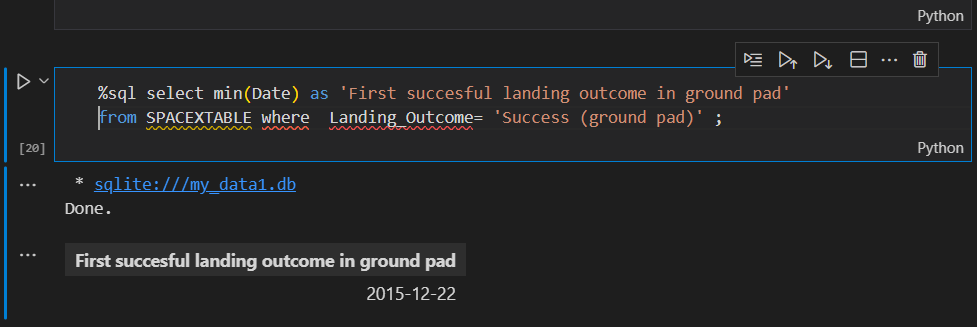 Python
%sql select min(Date) as 'First succesful landing outcome in ground pad'
from SPACEXTABLE where  Landing_Outcome= 'Success (ground pad)' ;
[20]
Python
* sqlite:///my_data1.db
Done.
First succesful landing outcome in ground pad
2015-12-22